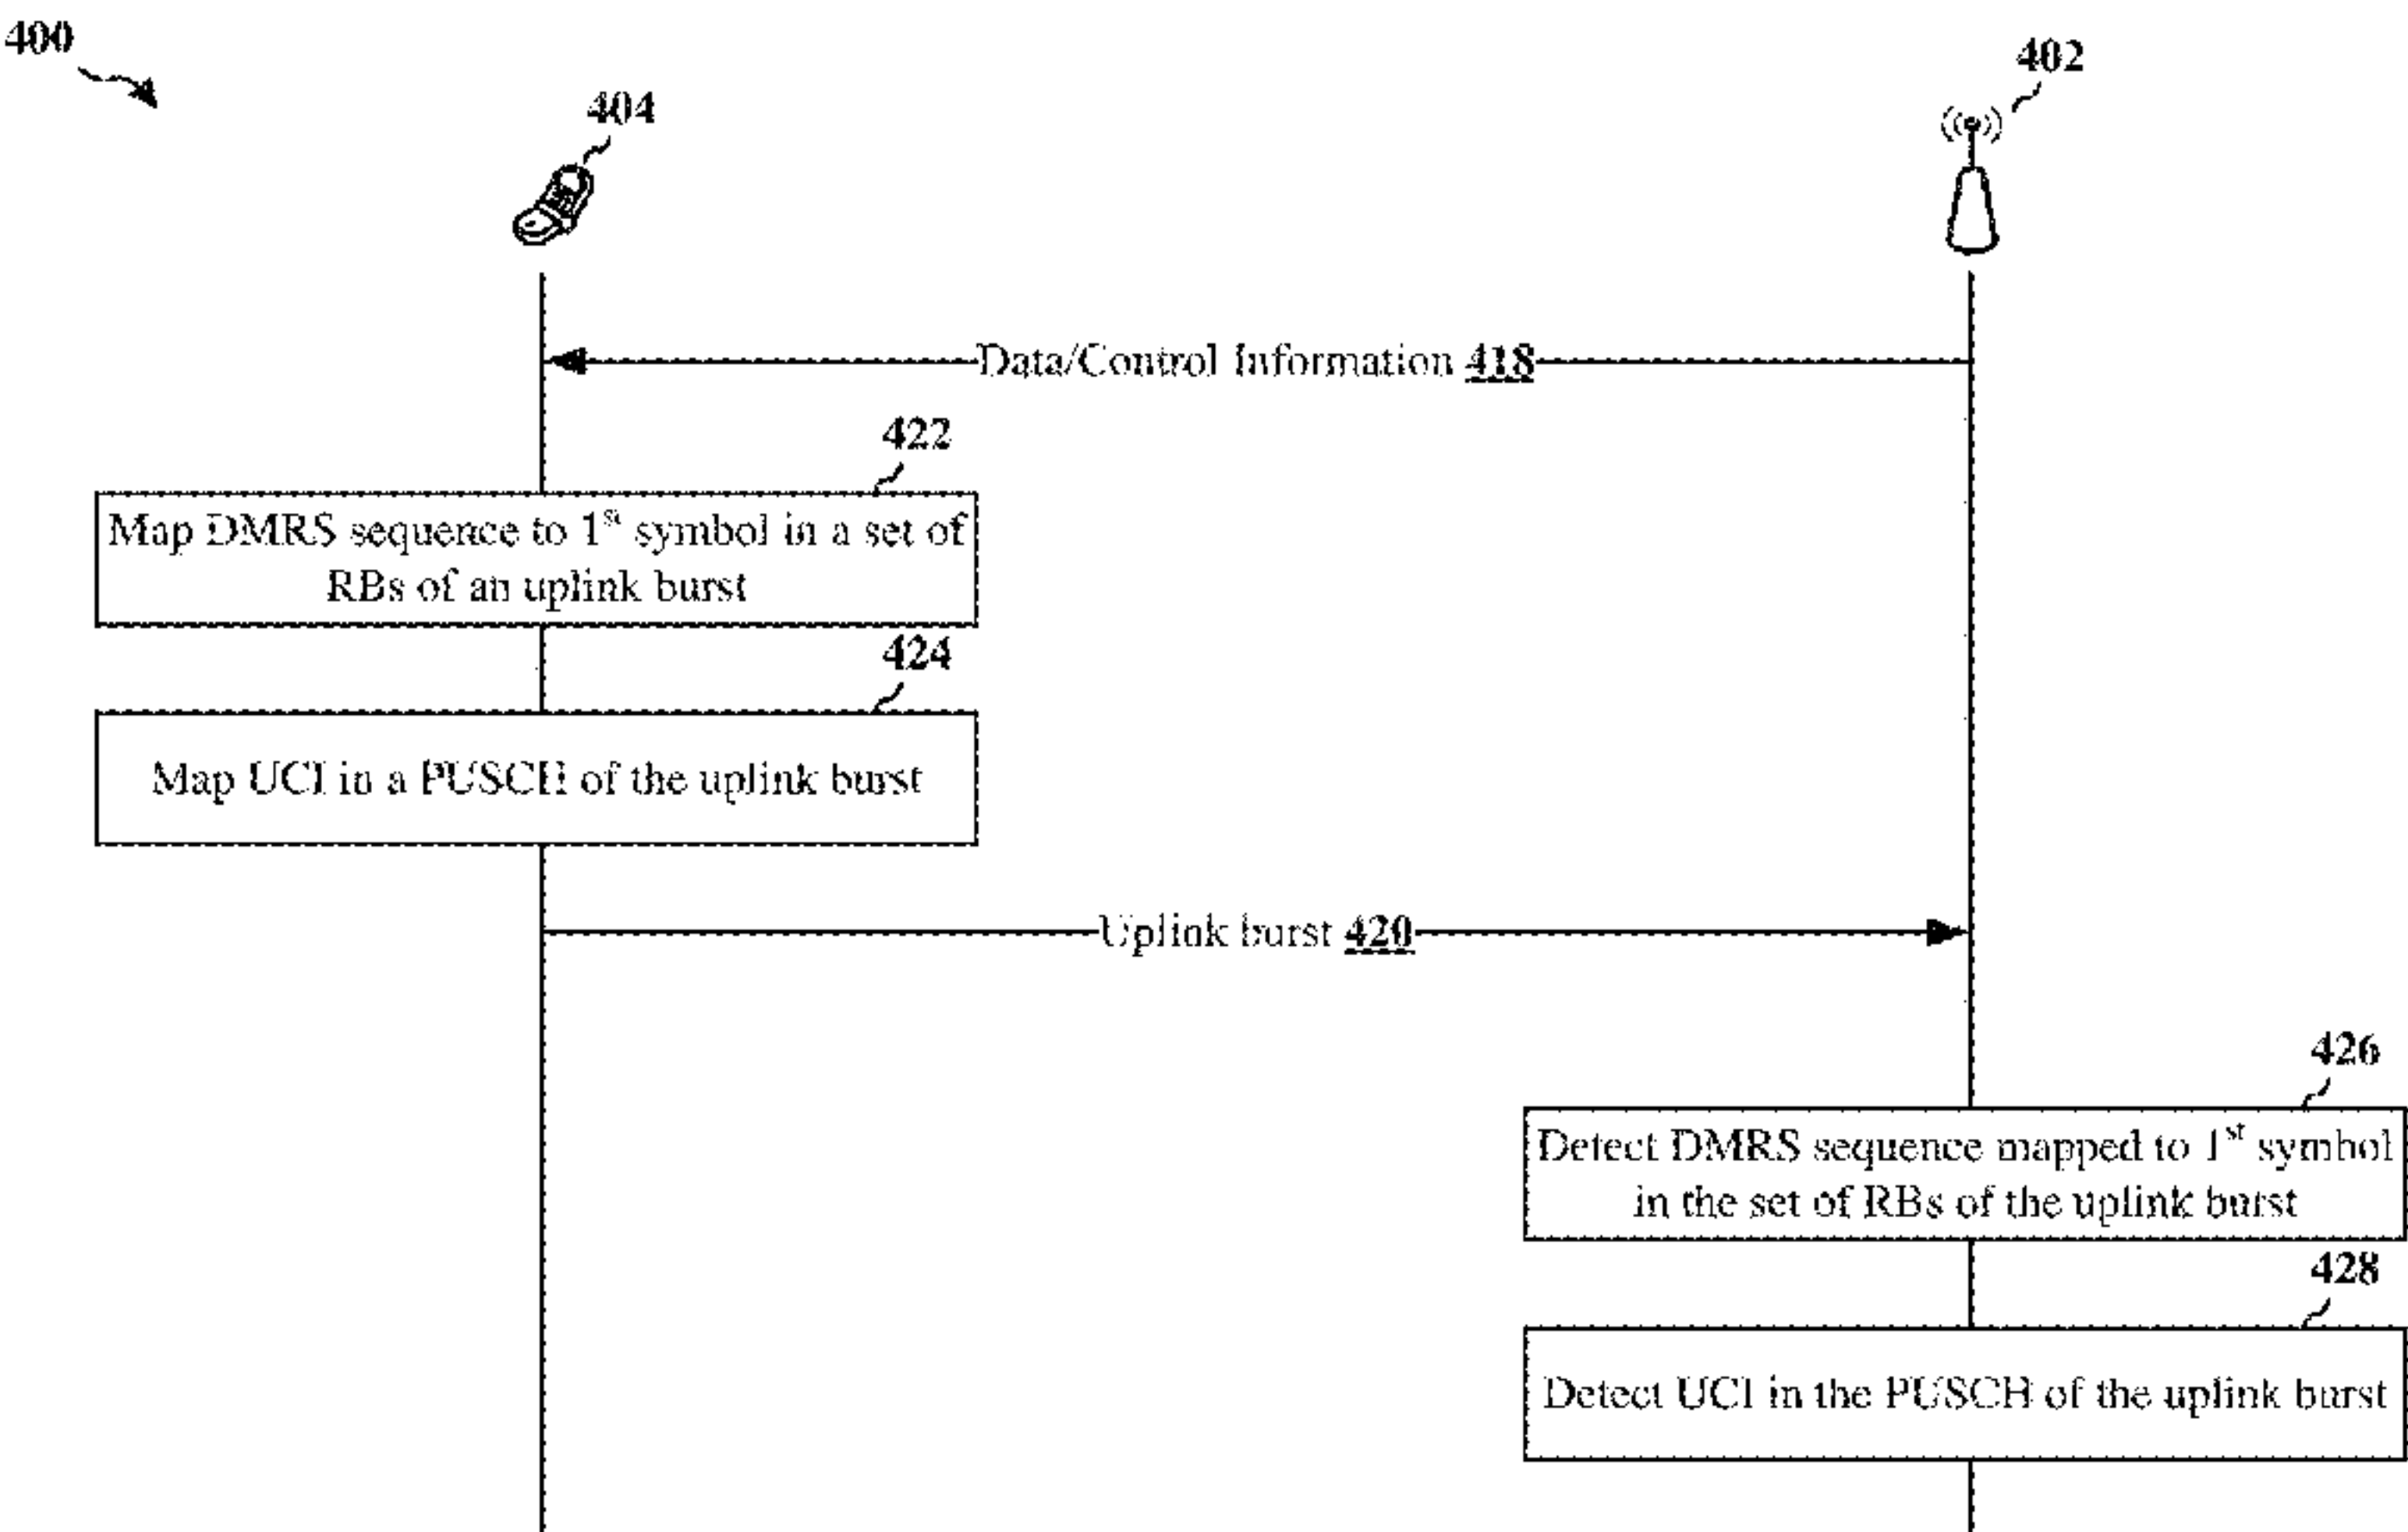 400
402
404
Data/Control Information 418
422
Map DMRS sequence to 1st symbol in a set of
RBs of an uplink burst
424
Map UCI in a PUSCH of the uplink burst
Uplink burst 420
426
Detect DMRS sequence mapped to 1st symbol
in the set of RBs of the uplink burst
428
Detect UCI in the PUSCH of the uplink burst